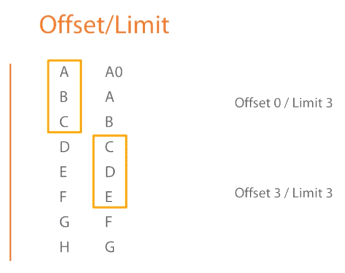 Offset/Limit
A A0
B A
C B
D C
E D
F E
G F
H G
Offset 0 / Limit 3
Offset 3 / Limit 3